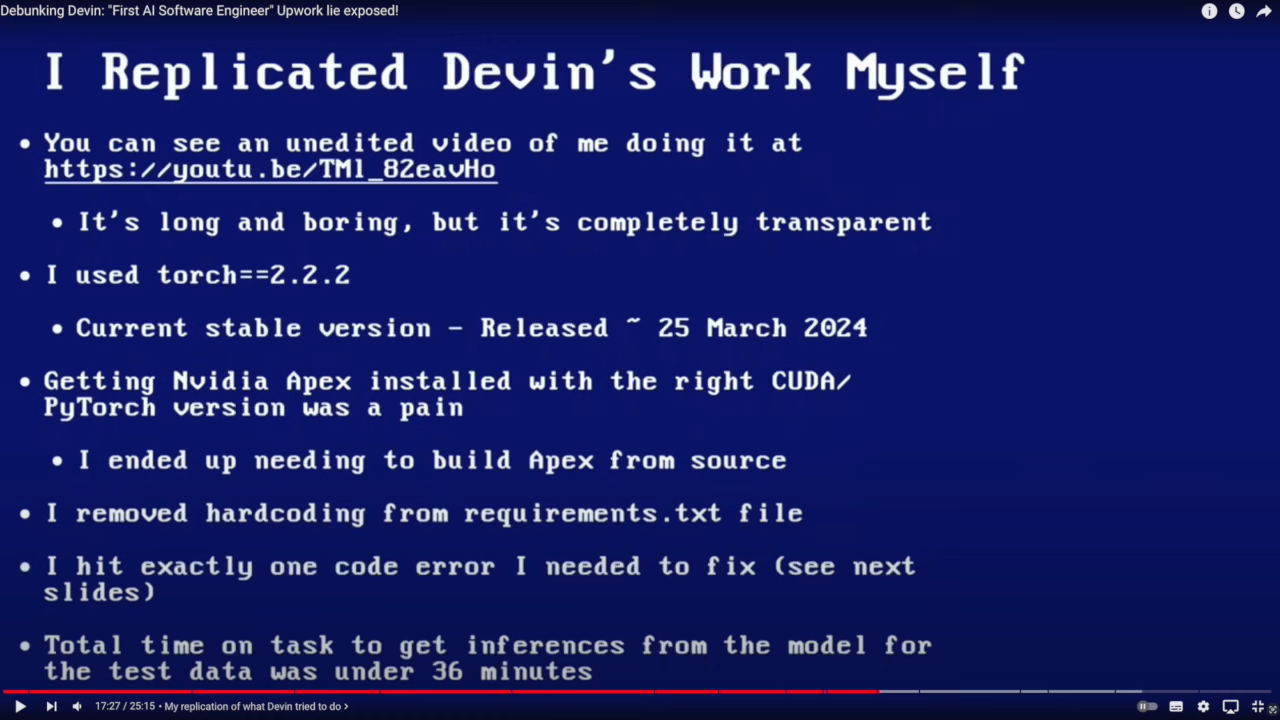 Debunking Devin: "First AI Software Engineer" Upwork lie exposed!
I Replicated Devin's Work Myself
• You can see an unedited video of me doing it at
https://youtu.be/TMl_82eavHo
• It's long and boring, but it's completely transparent
• I used torch==2.2.2
• Current stable version – Released ~ 25 March 2024
• Getting Nvidia Apex installed with the right CUDA/
PyTorch version was a pain
• I ended up needing to build Apex from source
• I removed hardcoding from requirements.txt file
• I hit exactly one code error I needed to fix (see next
slides)
• Total time on task to get inferences from the model for
the test data was under 36 minutes
17:27 / 25:15 • My replication of what Devin tried to do >